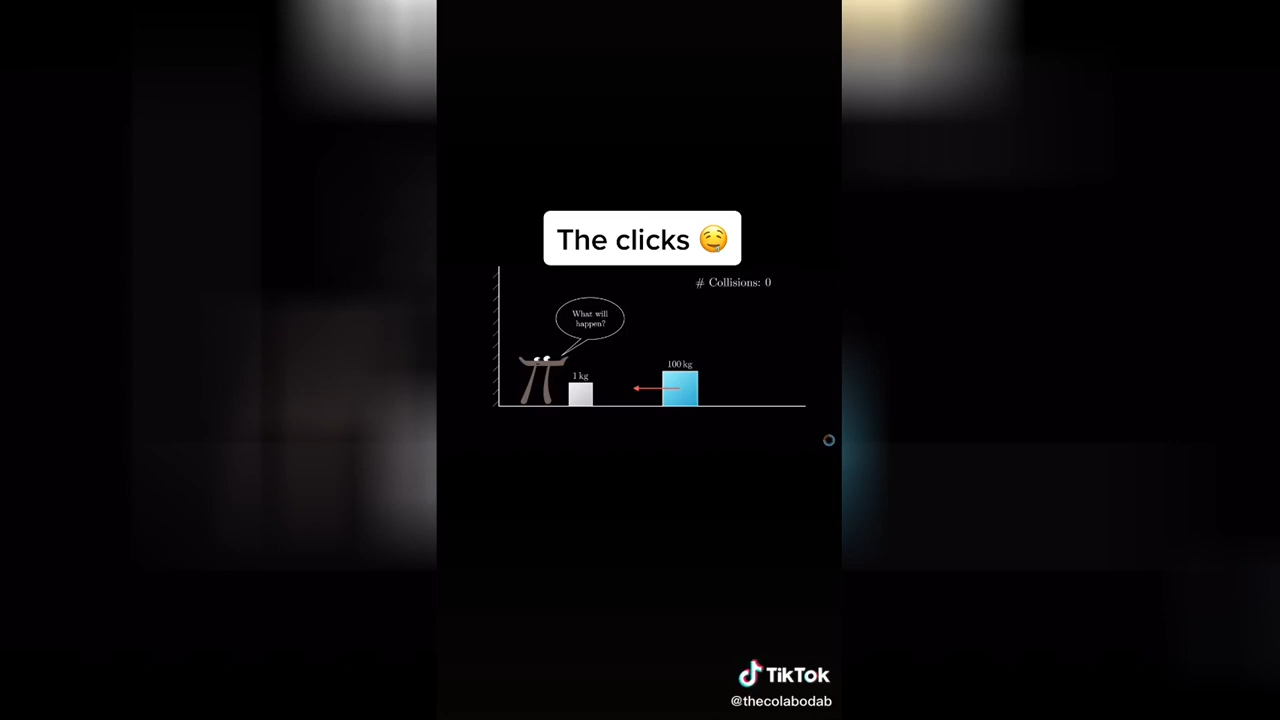 The clicks 🤤
# Collisions: 0
What will
happen?
1 kg
100 kg
TikTok
@thecolabodab